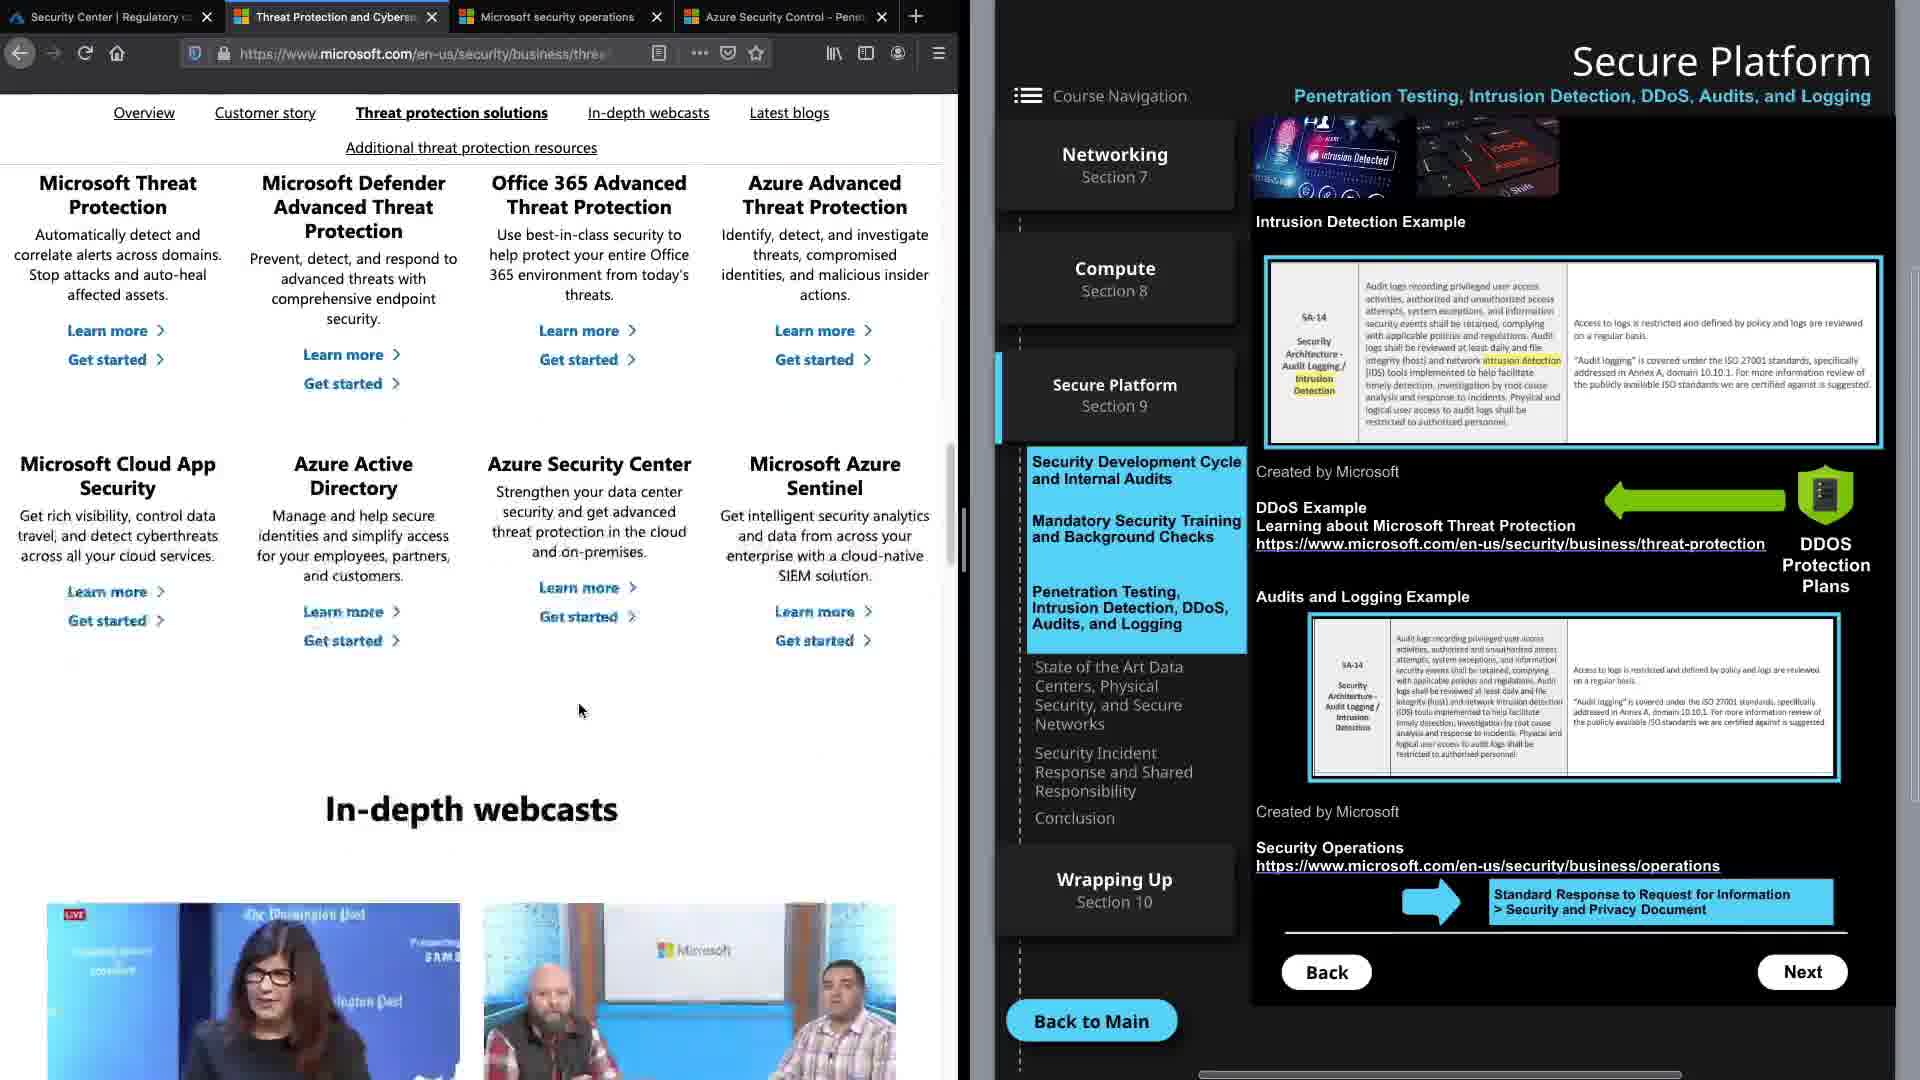 Security Center | Regulatory c
Threat Protection and Cyberse
Microsoft security operations
Azure Security Control - Pene
https://www.microsoft.com/en-us/security/business/threa
Overview
Customer story
Threat protection solutions
In-depth webcasts
Latest blogs
Additional threat protection resources
Microsoft Threat
Protection
Automatically detect and
correlate alerts across domains.
Stop attacks and auto-heal
affected assets.
Learn more
Get started
Microsoft Defender
Advanced Threat
Protection
Prevent, detect, and respond to
advanced threats with
comprehensive endpoint
security.
Learn more
Get started
Office 365 Advanced
Threat Protection
Use best-in-class security to
help protect your entire Office
365 environment from today's
threats.
Learn more
Get started
Azure Advanced
Threat Protection
Identify, detect, and investigate
threats, compromised
identities, and malicious insider
actions.
Learn more
Get started
Microsoft Cloud App
Security
Get rich visibility, control data
travel, and detect cyberthreats
across all your cloud services.
Learn more
Get started
Azure Active
Directory
Manage and help secure
identities and simplify access
for your employees, partners,
and customers.
Learn more
Get started
Azure Security Center
Strengthen your data center
security and get advanced
threat protection in the cloud
and on-premises.
Learn more
Get started
Microsoft Azure
Sentinel
Get intelligent security analytics
and data from across your
enterprise with a cloud-native
SIEM solution.
Learn more
Get started
In-depth webcasts
LIVE
The Washington Post
Microsoft
Secure Platform
Penetration Testing, Intrusion Detection, DDoS, Audits, and Logging
Course Navigation
Networking
Section 7
Compute
Section 8
Secure Platform
Section 9
Security Development Cycle
and Internal Audits
Mandatory Security Training
and Background Checks
Penetration Testing,
Intrusion Detection, DDoS,
Audits, and Logging
State of the Art Data
Centers, Physical
Security, and Secure
Networks
Security Incident
Response and Shared
Responsibility
Conclusion
Wrapping Up
Section 10
Back to Main
Intrusion Detected
Shift
Intrusion Detection Example
SA-14
Security
Architecture -
Audit Logging /
Intrusion
Detection
Audit logs recording privileged user access
activities, authorized and unauthorized access
attempts, system exceptions, and information
security events shall be retained, complying
with applicable policies and regulations. Audit
logs shall be reviewed at least daily and file
integrity (host) and network intrusion detection
(IDS) tools implemented to help facilitate
timely detection, investigation by root cause
analysis and response to incidents. Physical and
logical user access to audit logs shall be
restricted to authorized personnel.
Access to logs is restricted and defined by policy and logs are reviewed
on a regular basis.
"Audit logging" is covered under the ISO 27001 standards, specifically
addressed in Annex A, domain 10.10.1. For more information review of
the publicly available ISO standards we are certified against is suggested.
Created by Microsoft
DDoS Example
Learning about Microsoft Threat Protection
https://www.microsoft.com/en-us/security/business/threat-protection
DDOS
Protection
Plans
Audits and Logging Example
SA-14
Security
Architecture -
Audit Logging /
Intrusion
Detection
Audit logs recording privileged user access
activities, authorized and unauthorized access
attempts, system exceptions, and information
security events shall be retained, complying
with applicable policies and regulations. Audit
logs shall be reviewed at least daily and file
integrity (host) and network intrusion detection
(IDS) tools implemented to help facilitate
timely detection, investigation by root cause
analysis and response to incidents. Physical and
logical user access to audit logs shall be
restricted to authorized personnel.
Access to logs is restricted and defined by policy and logs are reviewed
on a regular basis.
"Audit logging" is covered under the ISO 27001 standards, specifically
addressed in Annex A, domain 10.10.1. For more information review of
the publicly available ISO standards we are certified against is suggested
Created by Microsoft
Security Operations
https://www.microsoft.com/en-us/security/business/operations
Standard Response to Request for Information
> Security and Privacy Document
Back
Next